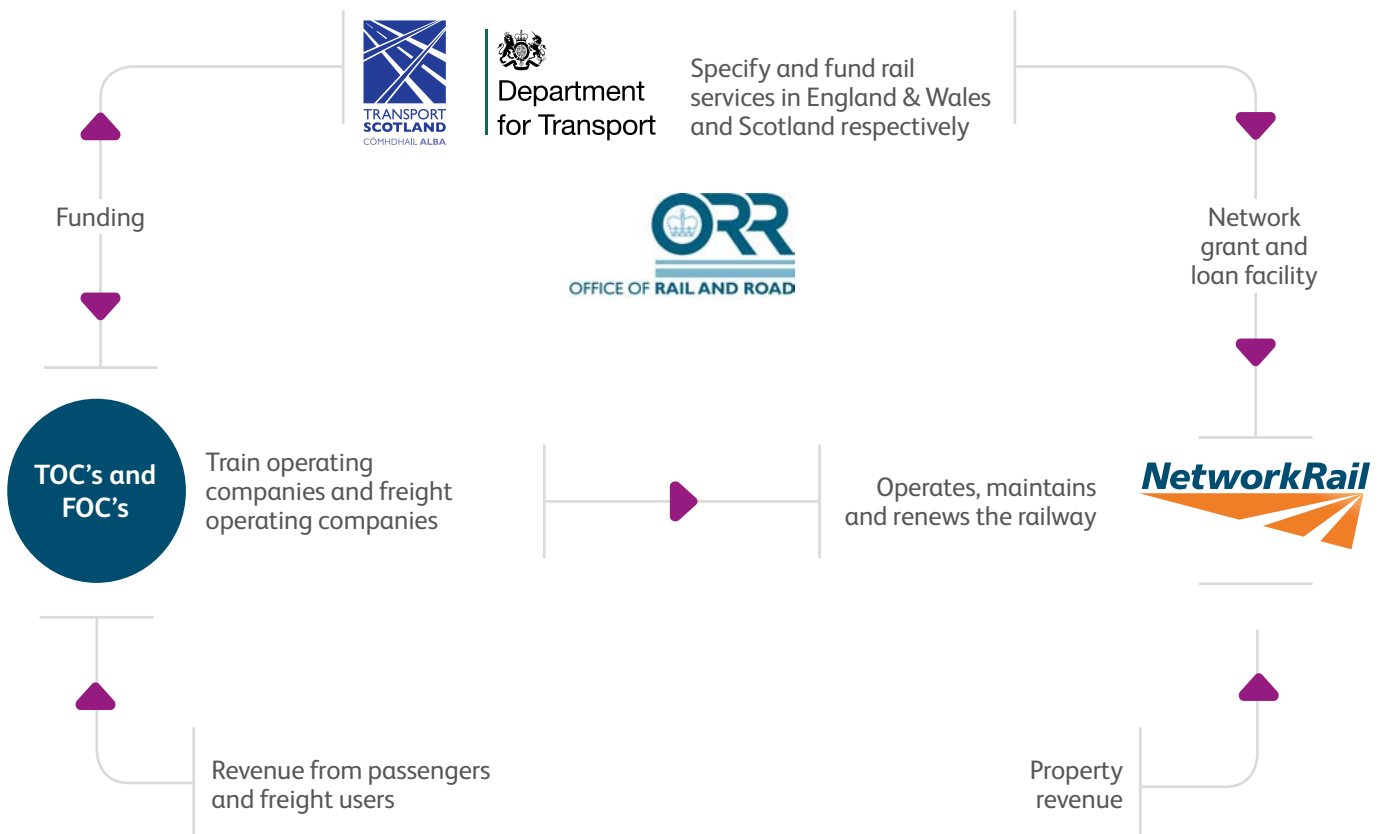 TRANSPORT
SCOTLAND
CÒMHDHAIL ALBA
Department
for Transport
Specify and fund rail
services in England & Wales
and Scotland respectively
ORR
OFFICE OF RAIL AND ROAD
Funding
Network
grant and
loan facility
TOC's and
FOC's
Train operating
companies and freight
operating companies
Operates, maintains
and renews the railway
NetworkRail
Revenue from passengers
and freight users
Property
revenue